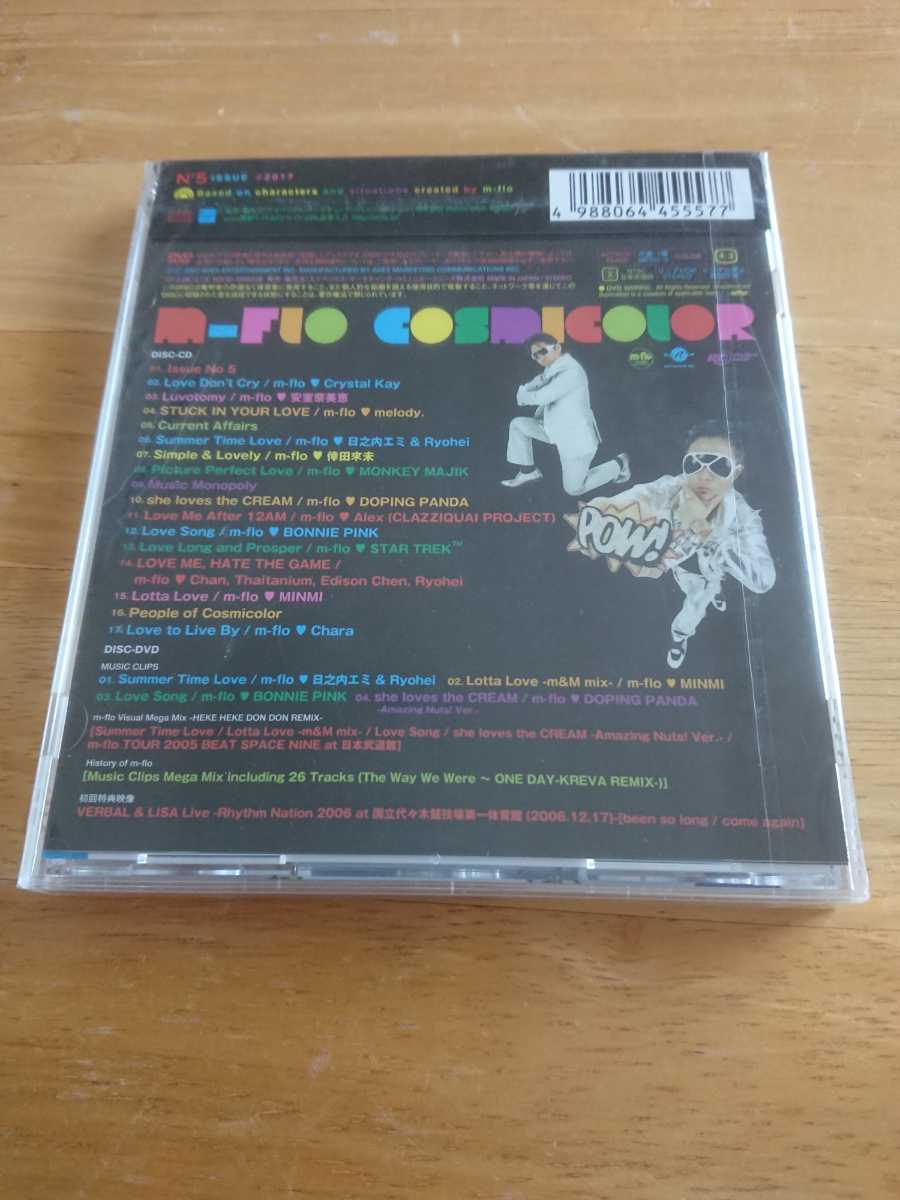 N°5 ISSUE ©2017
Based on characters and situations created by m-flo
4 988064 455577
m-flo COSMICOLOR
DISC-CD
01. Issue No 5
02. Love Don't Cry / m-flo ♥ Crystal Kay
03. Luvotomy / m-flo ♥ 安室奈美恵
04. STUCK IN YOUR LOVE / m-flo ♥ melody.
05. Current Affairs
06. Summer Time Love / m-flo ♥ 日之内エミ & Ryohei
07. Simple & Lovely / m-flo ♥ 倖田來未
08. Picture Perfect Love / m-flo ♥ MONKEY MAJIK
09. Music Monopoly
10. she loves the CREAM / m-flo ♥ DOPING PANDA
11. Love Me After 12AM / m-flo ♥ Alex (CLAZZIQUAI PROJECT)
12. Love Song / m-flo ♥ BONNIE PINK
13. Love Long and Prosper / m-flo ♥ STAR TREK™
14. LOVE ME, HATE THE GAME /
m-flo ♥ Chan, Thaitanium, Edison Chen, Ryohei
15. Lotta Love / m-flo ♥ MINMI
16. People of Cosmicolor
17. Love to Live By / m-flo ♥ Chara
POW!
DISC-DVD
MUSIC CLIPS
01. Summer Time Love / m-flo ♥ 日之内エミ & Ryohei 02. Lotta Love -m&M mix- / m-flo ♥ MINMI
03. Love Song / m-flo ♥ BONNIE PINK 04. she loves the CREAM / m-flo ♥ DOPING PANDA
-Amazing Nuts! Ver.-
m-flo Visual Mega Mix -HEKE HEKE DON DON REMIX-
[Summer Time Love / Lotta Love -m&M mix- / Love Song / she loves the CREAM -Amazing Nuts! Ver.- /
m-flo TOUR 2005 BEAT SPACE NINE at 日本武道館]
History of m-flo
[Music Clips Mega Mix including 26 Tracks (The Way We Were ～ ONE DAY-KREVA REMIX-)]
初回特典映像
VERBAL & LISA Live -Rhythm Nation 2006 at 国立代々木競技場第一体育館 (2006.12.17)-[been so long / come again]